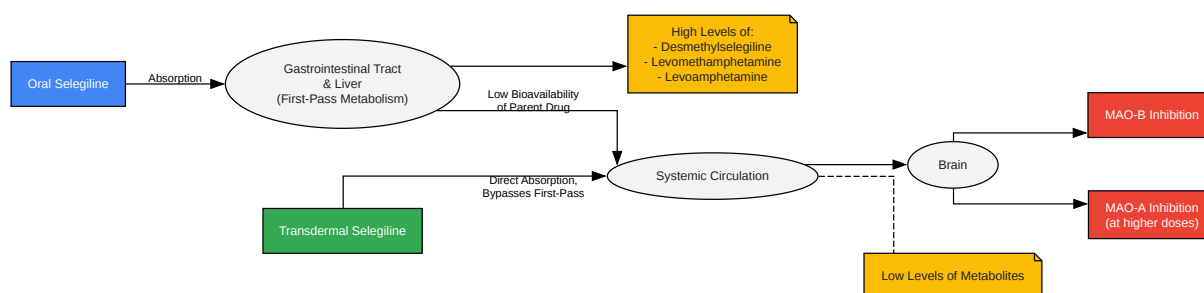 Oral Selegiline
Absorption
Gastrointestinal Tract
& Liver
(First-Pass Metabolism)
High Levels of:
- Desmethylselegiline
- Levomethamphetamine
- Levoamphetamine
Low Bioavailability
of Parent Drug
Transdermal Selegiline
Direct Absorption,
Bypasses First-Pass
Systemic Circulation
Brain
MAO-B Inhibition
MAO-A Inhibition
(at higher doses)
Low Levels of Metabolites